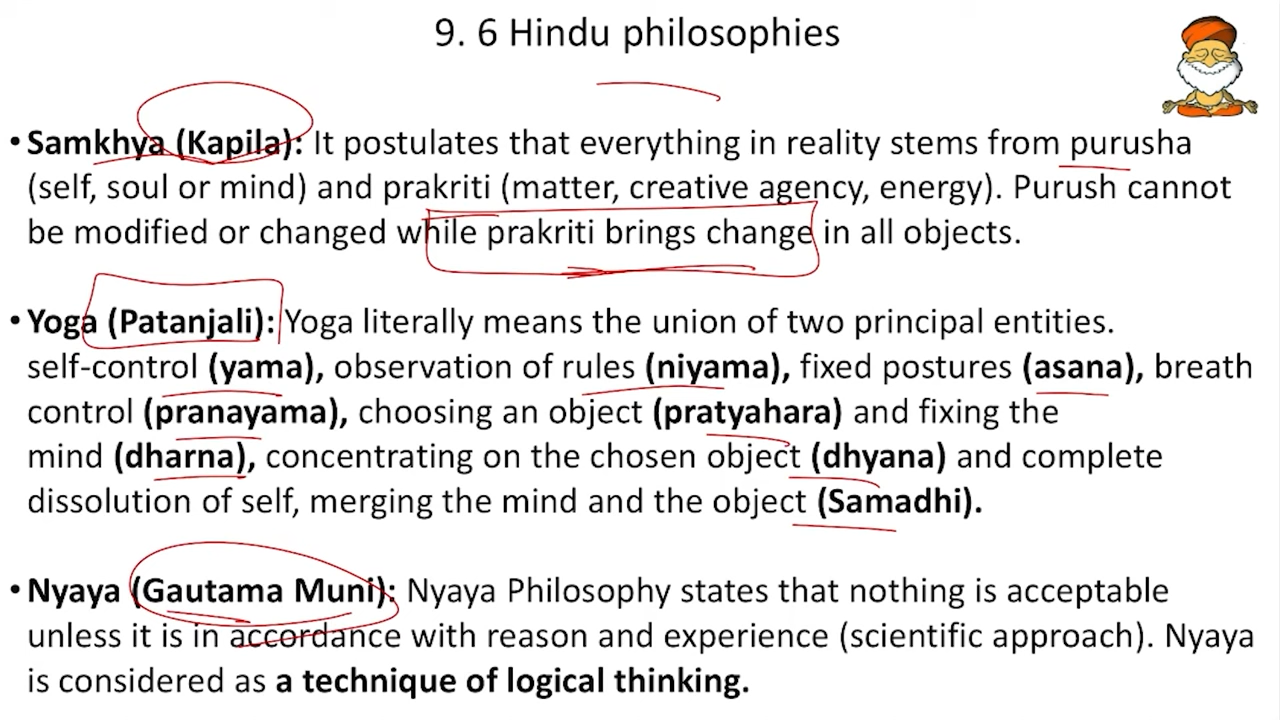 9. 6 Hindu philosophies
• Samkhya (Kapila): It postulates that everything in reality stems from purusha
(self, soul or mind) and prakriti (matter, creative agency, energy). Purush cannot
be modified or changed while prakriti brings change in all objects.
• Yoga (Patanjali): Yoga literally means the union of two principal entities.
self-control (yama), observation of rules (niyama), fixed postures (asana), breath
control (pranayama), choosing an object (pratyahara) and fixing the
mind (dharna), concentrating on the chosen object (dhyana) and complete
dissolution of self, merging the mind and the object (Samadhi).
• Nyaya (Gautama Muni): Nyaya Philosophy states that nothing is acceptable
unless it is in accordance with reason and experience (scientific approach). Nyaya
is considered as a technique of logical thinking.